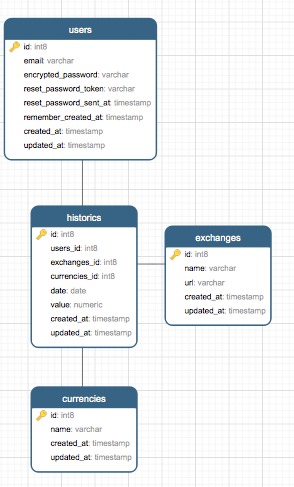 users
id: int8
email: varchar
encrypted_password: varchar
reset_password_token: varchar
reset_password_sent_at: timestamp
remember_created_at: timestamp
created_at: timestamp
updated_at: timestamp
historics
id: int8
users_id: int8
exchanges_id: int8
currencies_id: int8
date: date
value: numeric
created_at: timestamp
updated_at: timestamp
exchanges
id: int8
name: varchar
url: varchar
created_at: timestamp
updated_at: timestamp
currencies
id: int8
name: varchar
created_at: timestamp
updated_at: timestamp